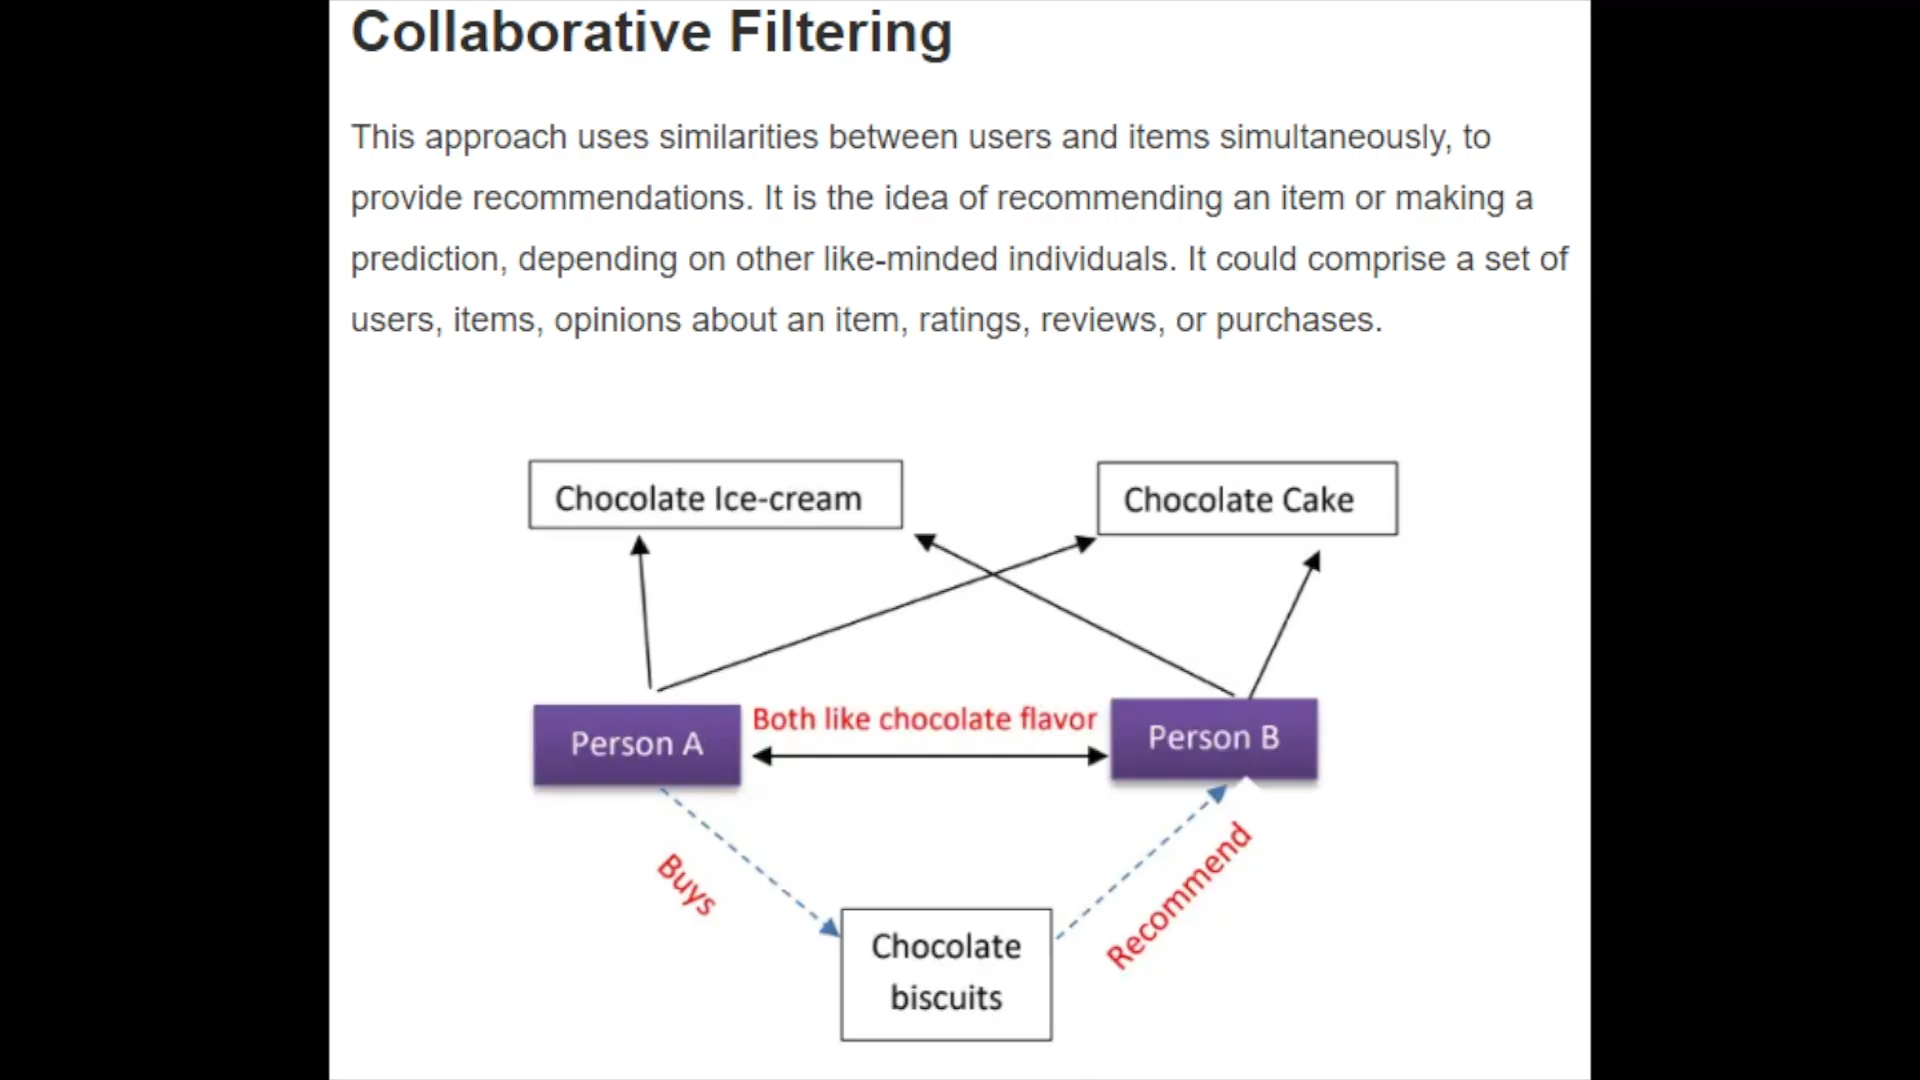 Collaborative Filtering
This approach uses similarities between users and items simultaneously, to
provide recommendations. It is the idea of recommending an item or making a
prediction, depending on other like-minded individuals. It could comprise a set of
users, items, opinions about an item, ratings, reviews, or purchases.
Chocolate Ice-cream
Chocolate Cake
Both like chocolate flavor
Person A
Person B
Buys
Recommend
Chocolate
biscuits